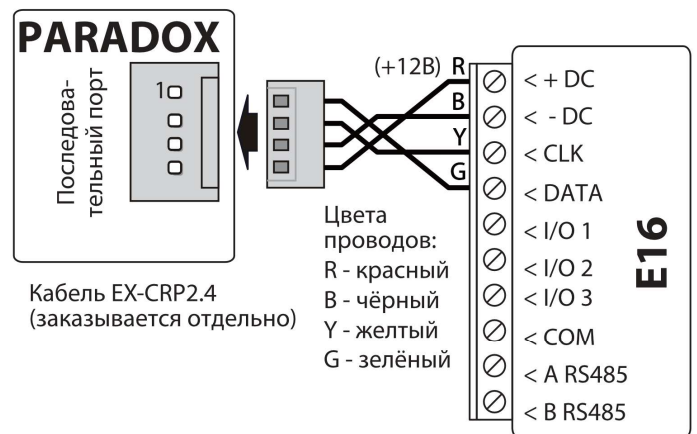 PARADOX
Последова-
тельный порт
1
Кабель EX-CRP2.4
(заказывается отдельно)
Цвета
проводов:
R - красный
B - чёрный
Y - желтый
G - зелёный
(+12В) R
B
Y
G
< + DC
< - DC
< CLK
< DATA
< I/O 1
< I/O 2
< I/O 3
< COM
< A RS485
< B RS485
E16